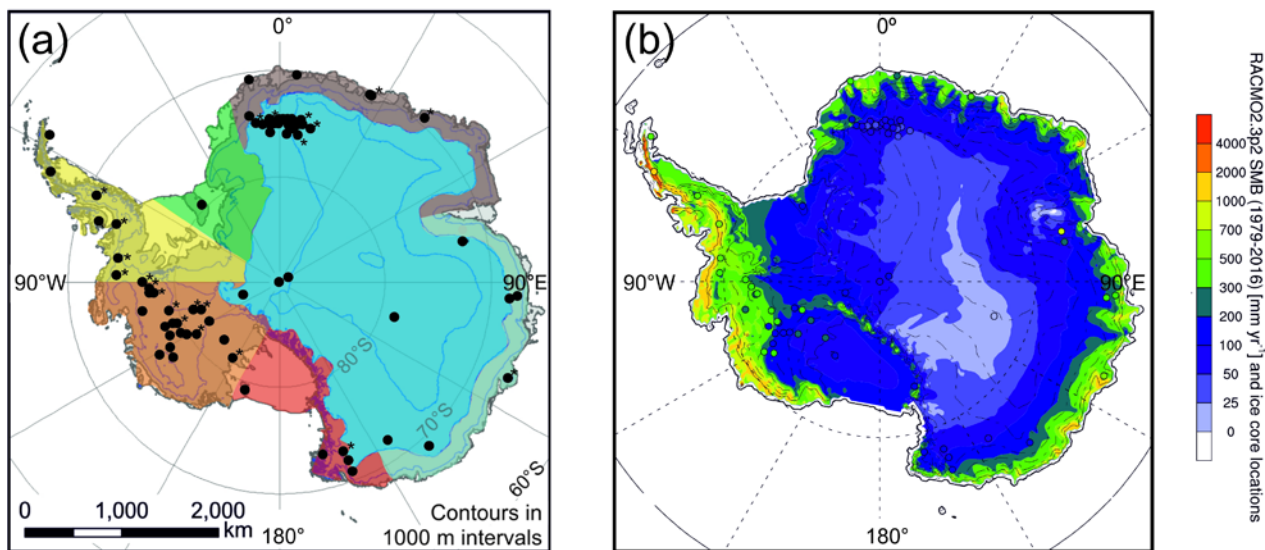 (a)
0°
90°W
90°E
80°S
70°S
60°S
0 1,000 2,000
km
180°
Contours in
1000 m intervals
(b)
0°
90°E
180°
4000
2000
1000
700
500
300
200
100
50
25
0
RACMO2.3p2 SMB (1979-2016) [mm yr⁻¹] and ice core locations